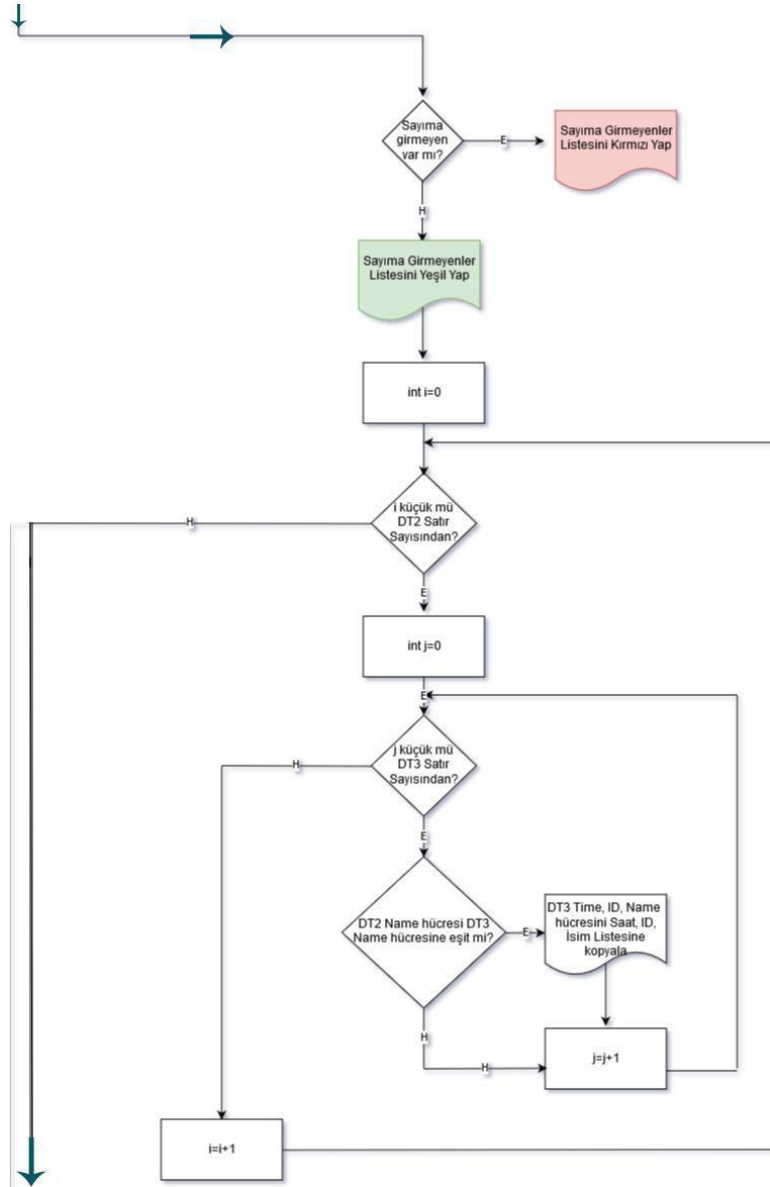 Sayıma
girmeyen
var mı?
E
Sayıma Girmeyenler
Listesini Kırmızı Yap
H
Sayıma Girmeyenler
Listesini Yeşil Yap
int i=0
i küçük mü
DT2 Satır
Sayısından?
H
E
int j=0
E
j küçük mü
DT3 Satır
Sayısından?
H
E
DT2 Name hücresi DT3
Name hücresine eşit mi?
E
DT3 Time, ID, Name
hücresini Saat, ID,
İsim Listesine
kopyala
H
H
j=j+1
i=i+1